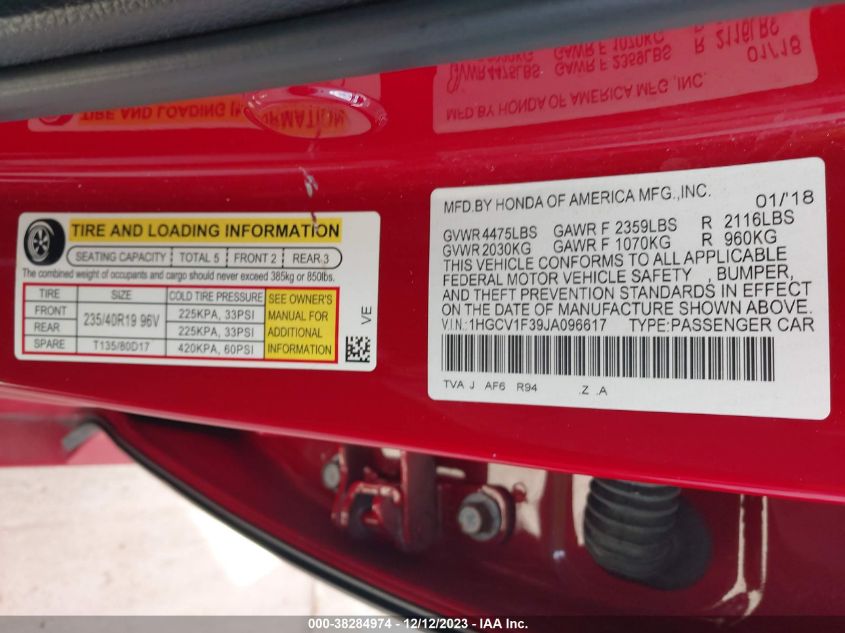 TIRE AND LOADING INFORMATION
SEATING CAPACITY TOTAL 5 FRONT 2 REAR 3
The combined weight of occupants and cargo should never exceed 385kg or 850lbs.
TIRE SIZE COLD TIRE PRESSURE
FRONT 235/40R19 96V 225KPA, 33PSI
REAR 225KPA, 33PSI
SPARE T135/80D17 420KPA, 60PSI
SEE OWNER'S
MANUAL FOR
ADDITIONAL
INFORMATION
VE
MFD.BY HONDA OF AMERICA MFG.,INC. 01/'18
GVWR 4475LBS GAWR F 2359LBS R 2116LBS
GVWR 2030KG GAWR F 1070KG R 960KG
THIS VEHICLE CONFORMS TO ALL APPLICABLE
FEDERAL MOTOR VEHICLE SAFETY , BUMPER,
AND THEFT PREVENTION STANDARDS IN EFFECT
ON THE DATE OF MANUFACTURE SHOWN ABOVE.
V.I.N.:1HGCV1F39JA096617 TYPE:PASSENGER CAR
TVA J AF6 R94 .Z .A
000-38284974 - 12/12/2023 - IAA Inc.